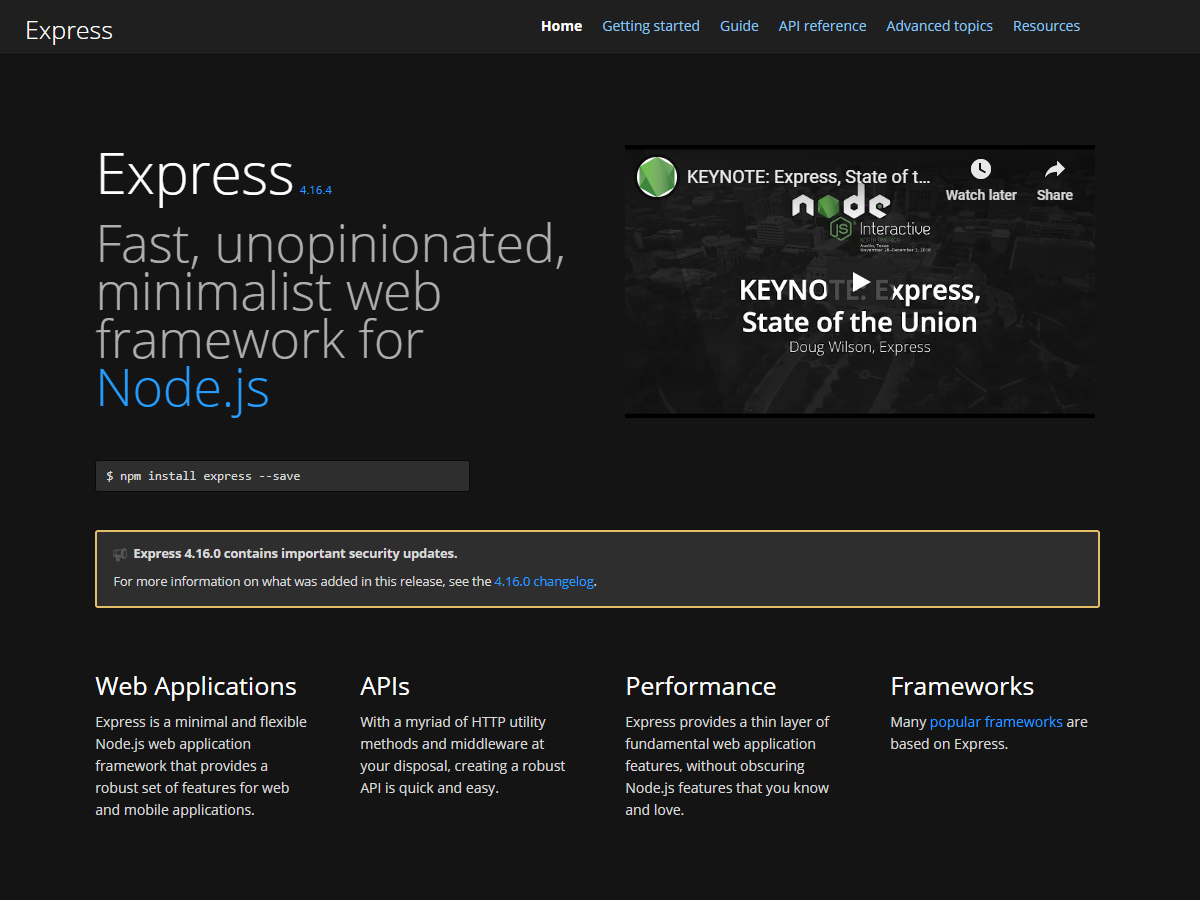 Express
Home Getting started Guide API reference Advanced topics Resources
Express 4.16.4
Fast, unopinionated,
minimalist web
framework for
Node.js
KEYNOTE: Express, State of t...
Watch later
Share
node
JS Interactive
NORTH AMERICA
Austin, Texas
KEYNOTE: Express,
State of the Union
Doug Wilson, Express
$ npm install express --save
Express 4.16.0 contains important security updates.
For more information on what was added in this release, see the 4.16.0 changelog.
Web Applications
Express is a minimal and flexible
Node.js web application
framework that provides a
robust set of features for web
and mobile applications.
APIs
With a myriad of HTTP utility
methods and middleware at
your disposal, creating a robust
API is quick and easy.
Performance
Express provides a thin layer of
fundamental web application
features, without obscuring
Node.js features that you know
and love.
Frameworks
Many popular frameworks are
based on Express.